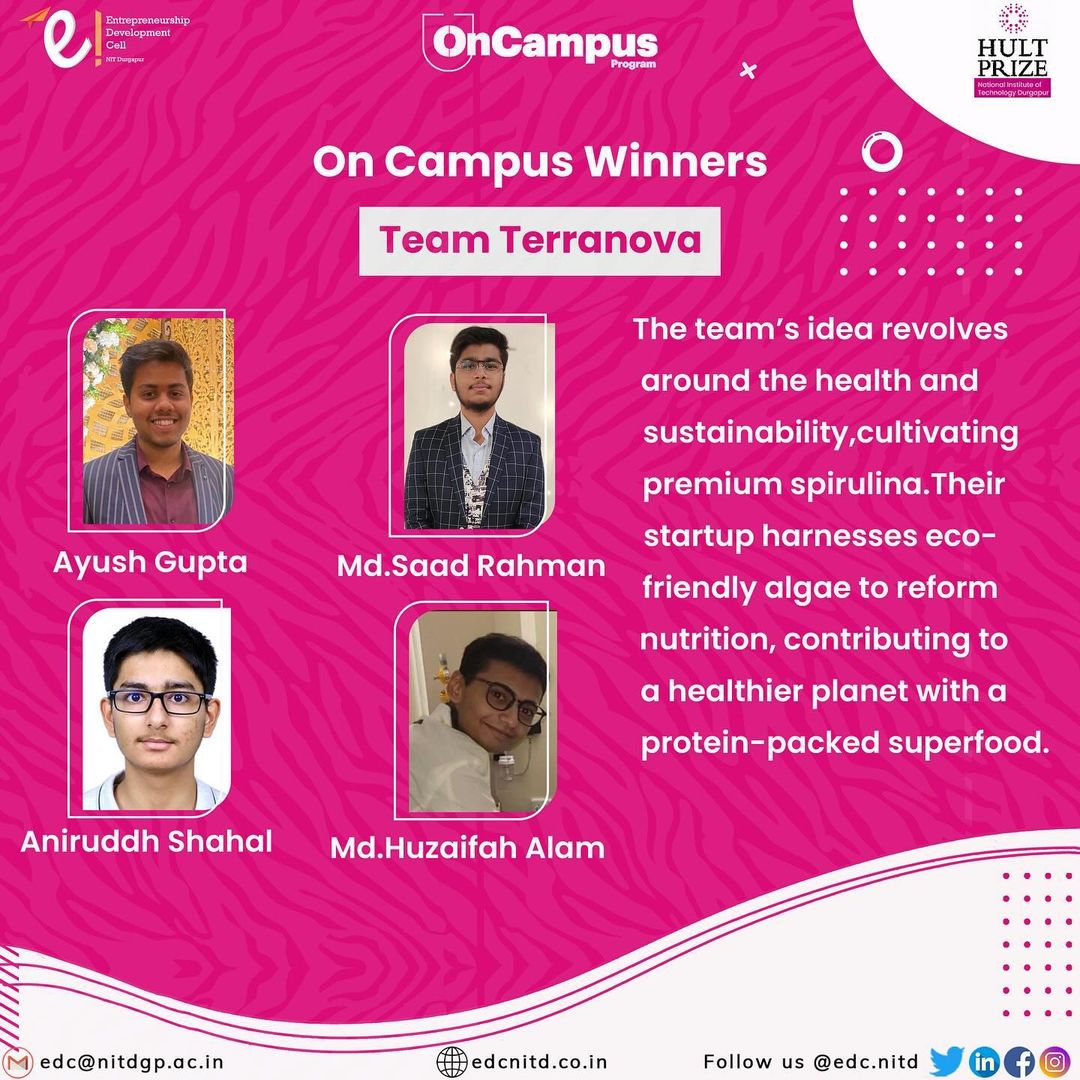 e!
Entrepreneurship
Development
Cell
NIT Durgapur
OnCampus
Program
HULT
PRIZE
National Institute of
Technology Durgapur
On Campus Winners
Team Terranova
Ayush Gupta
Md.Saad Rahman
Aniruddh Shahal
Md.Huzaifah Alam
The team's idea revolves
around the health and
sustainability,cultivating
premium spirulina.Their
startup harnesses eco-
friendly algae to reform
nutrition, contributing to
a healthier planet with a
protein-packed superfood.
edc@nitdgp.ac.in
edcnitd.co.in
Follow us @edc.nitd